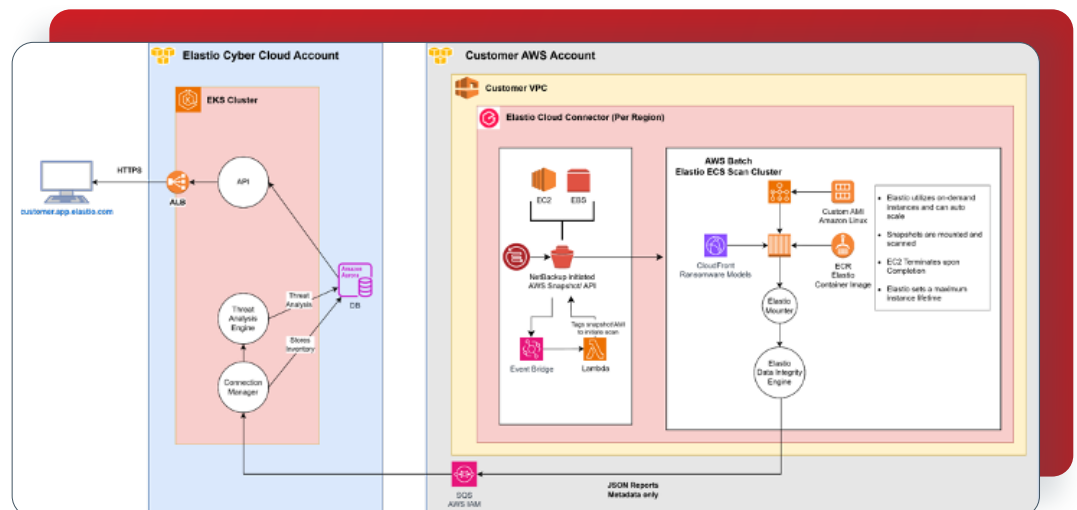 Elastio Cyber Cloud Account
Customer AWS Account
EKS Cluster
Customer VPC
Elastio Cloud Connector (Per Region)
HTTPS
customer.app.elastio.com
ALB
API
Amazon
Aurora
DB
Threat
Analysis
Threat
Analysis
Engine
Stores
Inventory
Connection
Manager
EC2
EBS
NetBackup Initiated
AWS Snapshot/ API
Tags snapshot/AMI
to initiate scan
Event Bridge
Lambda
AWS Batch
Elastio ECS Scan Cluster
Custom AMI
Amazon Linux
CloudFront
Ransomware Models
ECR
Elastio
Container Image
Elastio
Mounter
Elastio
Data Integrity
Engine
• Elastio utilizes on-demand
instances and can auto
scale
• Snapshots are mounted and
scanned
• EC2 Terminates upon
Completion
• Elastio sets a maximum
instance lifetime
SQS
AWS IAM
JSON Reports
Metadata only